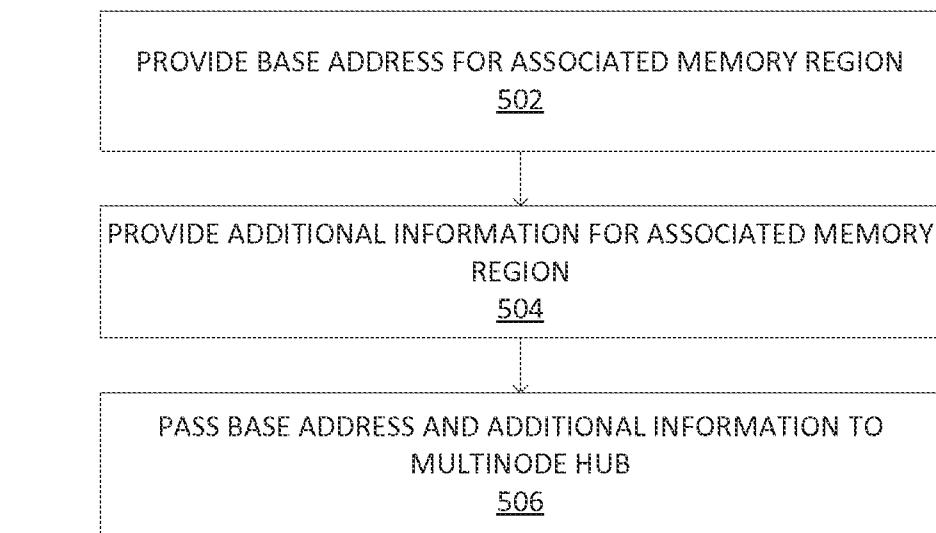 PROVIDE BASE ADDRESS FOR ASSOCIATED MEMORY REGION
502
PROVIDE ADDITIONAL INFORMATION FOR ASSOCIATED MEMORY
REGION
504
PASS BASE ADDRESS AND ADDITIONAL INFORMATION TO
MULTINODE HUB
506